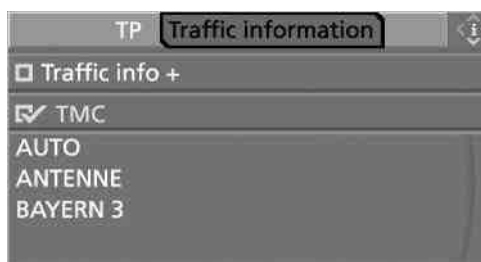 TP Traffic information
Traffic info +
TMC
AUTO
ANTENNE
BAYERN 3